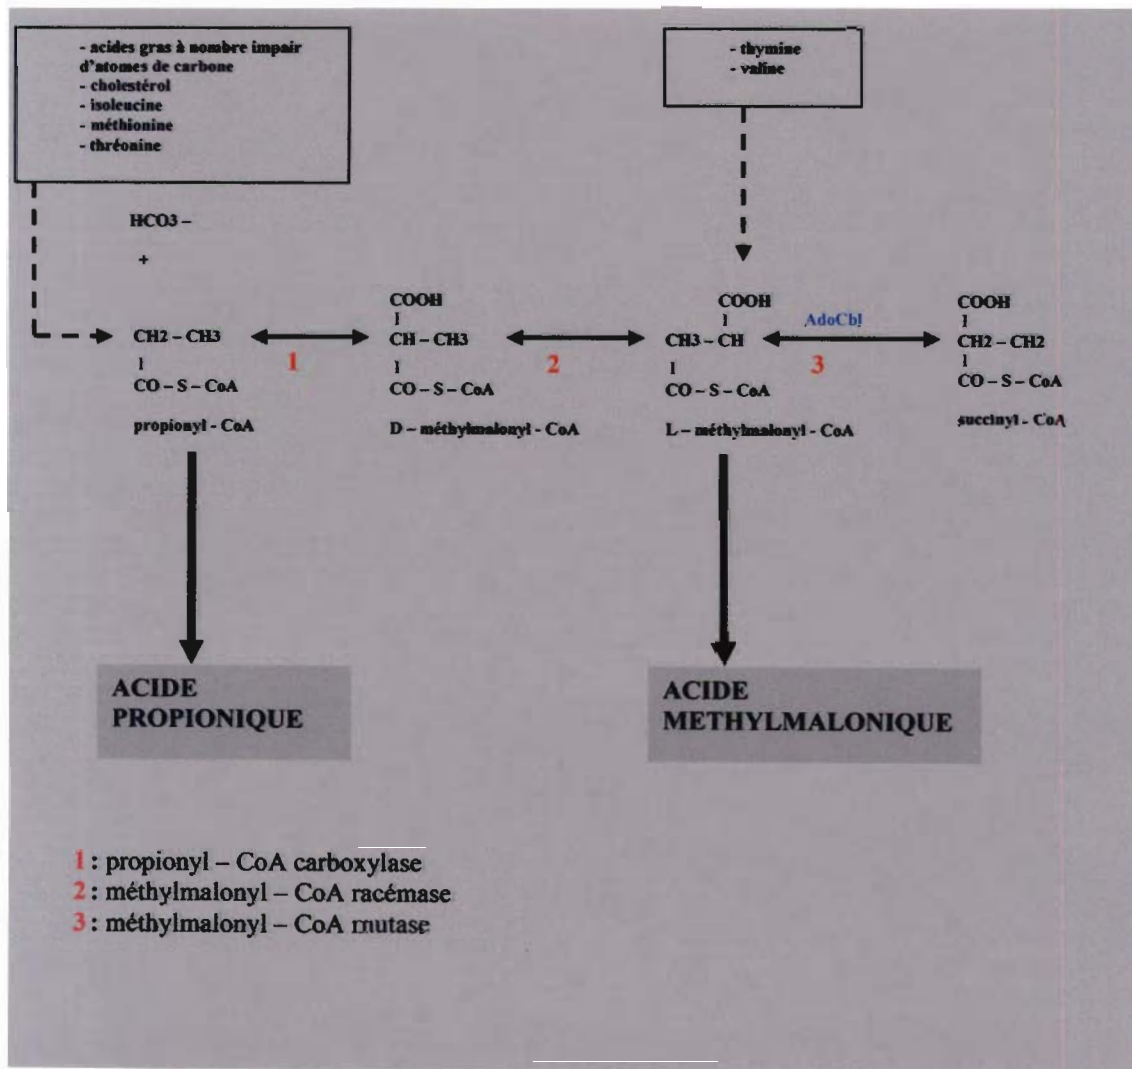 - acides gras à nombre impair
d'atomes de carbone
- cholestérol
- isoleucine
- méthionine
- thréonine
- thymine
- valine
HCO3 –
+
CH2 – CH3
CO – S – CoA
propionyl - CoA
1
COOH
CH – CH3
CO – S – CoA
D – méthylmalonyl - CoA
2
COOH
CH3 – CH
CO – S – CoA
L – méthylmalonyl - CoA
AdoCbl
3
COOH
CH2 – CH2
CO – S – CoA
succinyl - CoA
ACIDE
PROPIONIQUE
ACIDE
METHYLMALONIQUE
1 : propionyl – CoA carboxylase
2 : méthylmalonyl – CoA racémase
3 : méthylmalonyl – CoA mutase